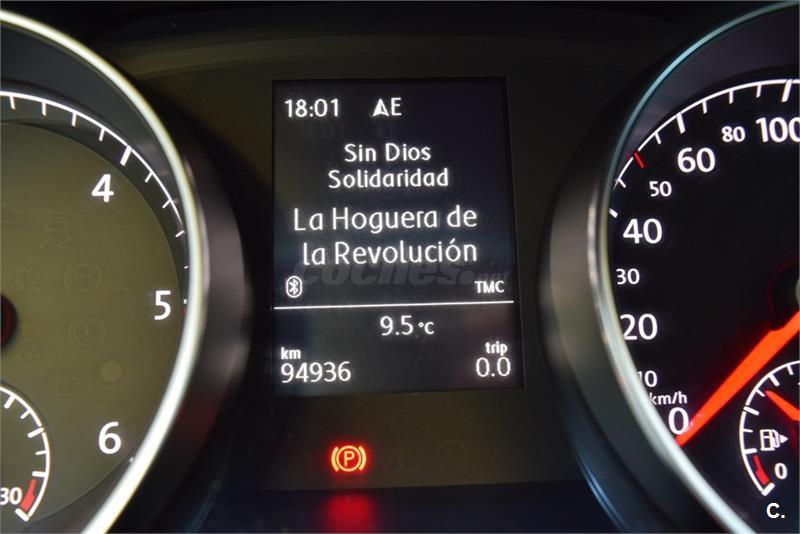 18:01 AE
Sin Dios
Solidaridad
La Hoguera de
la Revolución
coches.net
TMC
9.5 °C
km
94936
trip
0.0
4
5
6
30
P
100
80
60
50
40
30
20
10
km/h
0
0
C.